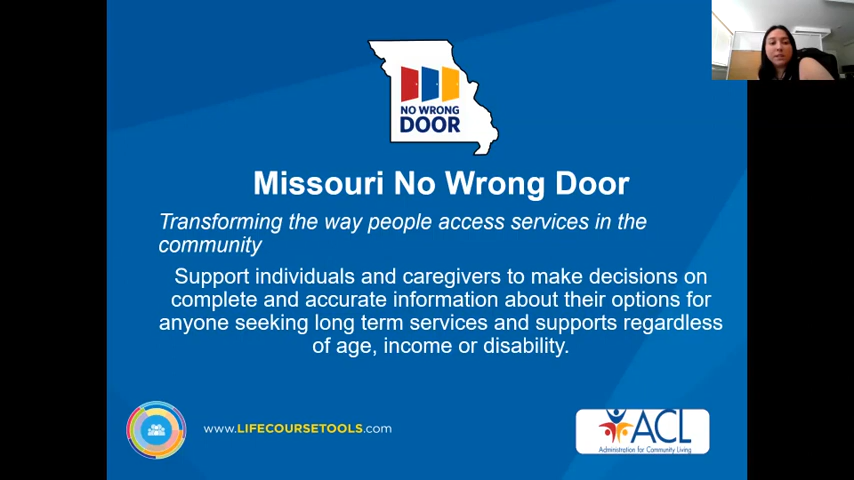 NO WRONG
DOOR
Missouri No Wrong Door
Transforming the way people access services in the
community
Support individuals and caregivers to make decisions on
complete and accurate information about their options for
anyone seeking long term services and supports regardless
of age, income or disability.
www.LIFECOURSETOOLS.com
ACL
Administration for Community Living